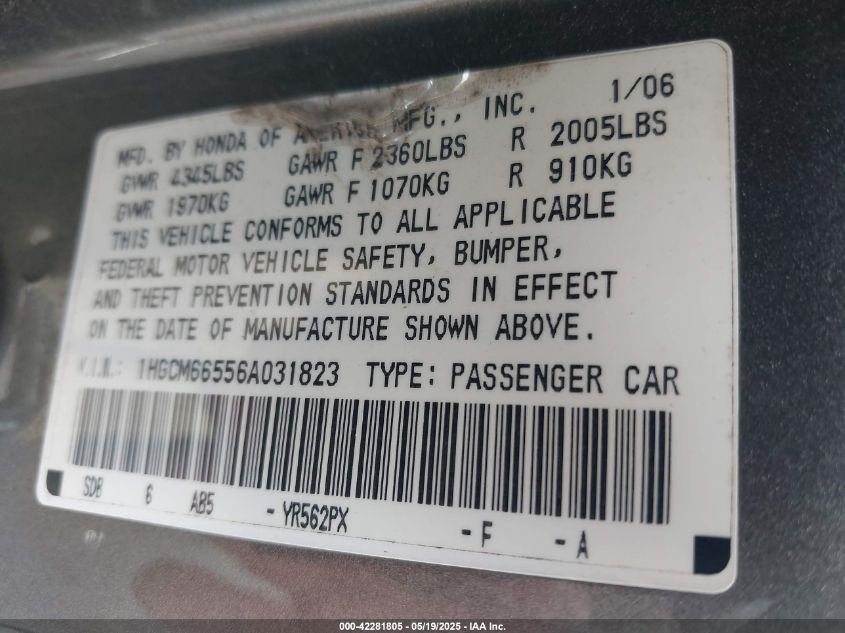 MFD. BY HONDA OF AMERICA MFG., INC. 1/06
GVWR 4345LBS GAWR F 2360LBS R 2005LBS
GVWR 1970KG GAWR F 1070KG R 910KG
THIS VEHICLE CONFORMS TO ALL APPLICABLE
FEDERAL MOTOR VEHICLE SAFETY, BUMPER,
AND THEFT PREVENTION STANDARDS IN EFFECT
ON THE DATE OF MANUFACTURE SHOWN ABOVE.
V.I.N.: 1HGCM66556A031823 TYPE: PASSENGER CAR
SDB 6 AB5 - YR562PX - F - A
000-42281805 - 05/19/2025 - IAA Inc.